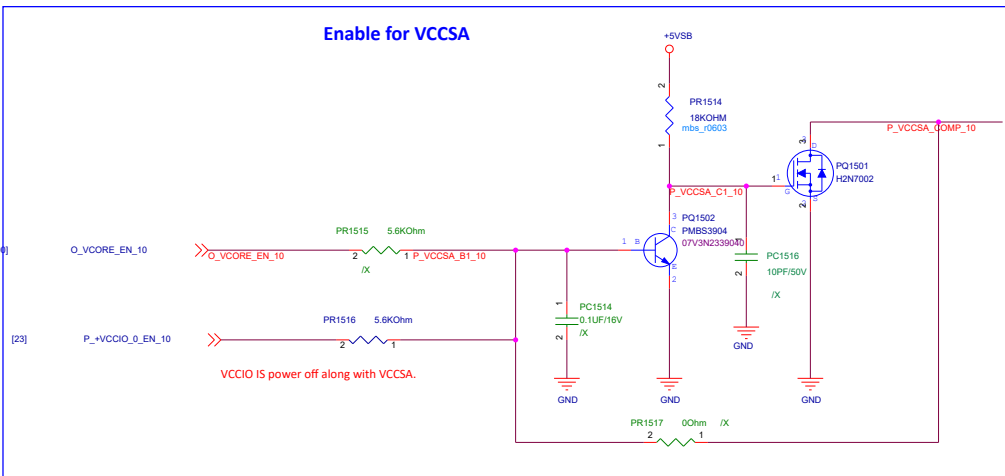 Enable for VCCSA
+5VSB
2
PR1514
18KOHM
mbs_r0603
1
P_VCCSA_COMP_10
3
D
PQ1501
H2N7002
1
G
S
2
P_VCCSA_C1_10
3
C
PQ1502
PMBS3904
07V3N2339040
1
B
E
2
1
PC1516
10PF/50V
2
/X
GND
0]
O_VCORE_EN_10
O_VCORE_EN_10
PR1515
5.6KOhm
2
1
/X
P_VCCSA_B1_10
1
PC1514
0.1UF/16V
2
/X
[23]
P_+VCCIO_0_EN_10
PR1516
5.6KOhm
2
1
VCCIO IS power off along with VCCSA.
GND
GND
GND
PR1517
0Ohm
/X
2
1